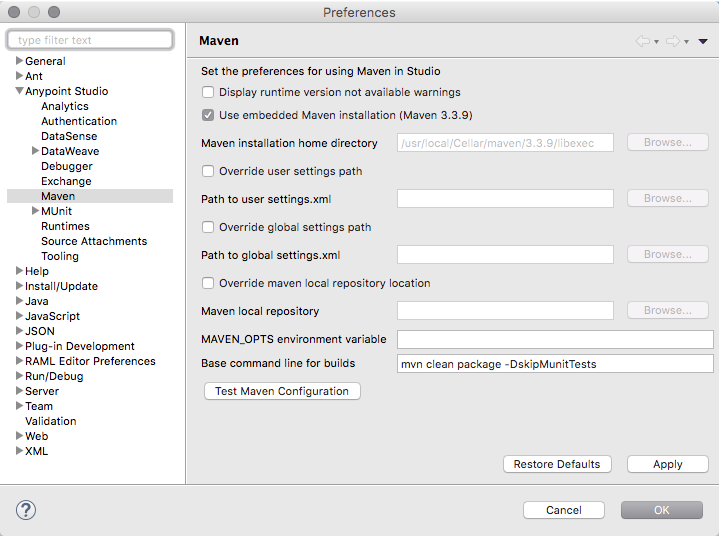 Preferences
type filter text
General
Ant
Anypoint Studio
Analytics
Authentication
DataSense
DataWeave
Debugger
Exchange
Maven
MUnit
Runtimes
Source Attachments
Tooling
Help
Install/Update
Java
JavaScript
JSON
Plug-in Development
RAML Editor Preferences
Run/Debug
Server
Team
Validation
Web
XML
Maven
Set the preferences for using Maven in Studio
Display runtime version not available warnings
Use embedded Maven installation (Maven 3.3.9)
Maven installation home directory /usr/local/Cellar/maven/3.3.9/libexec Browse...
Override user settings path
Path to user settings.xml Browse...
Override global settings path
Path to global settings.xml Browse...
Override maven local repository location
Maven local repository Browse...
MAVEN_OPTS environment variable
Base command line for builds mvn clean package -DskipMunitTests
Test Maven Configuration
Restore Defaults Apply
? Cancel OK